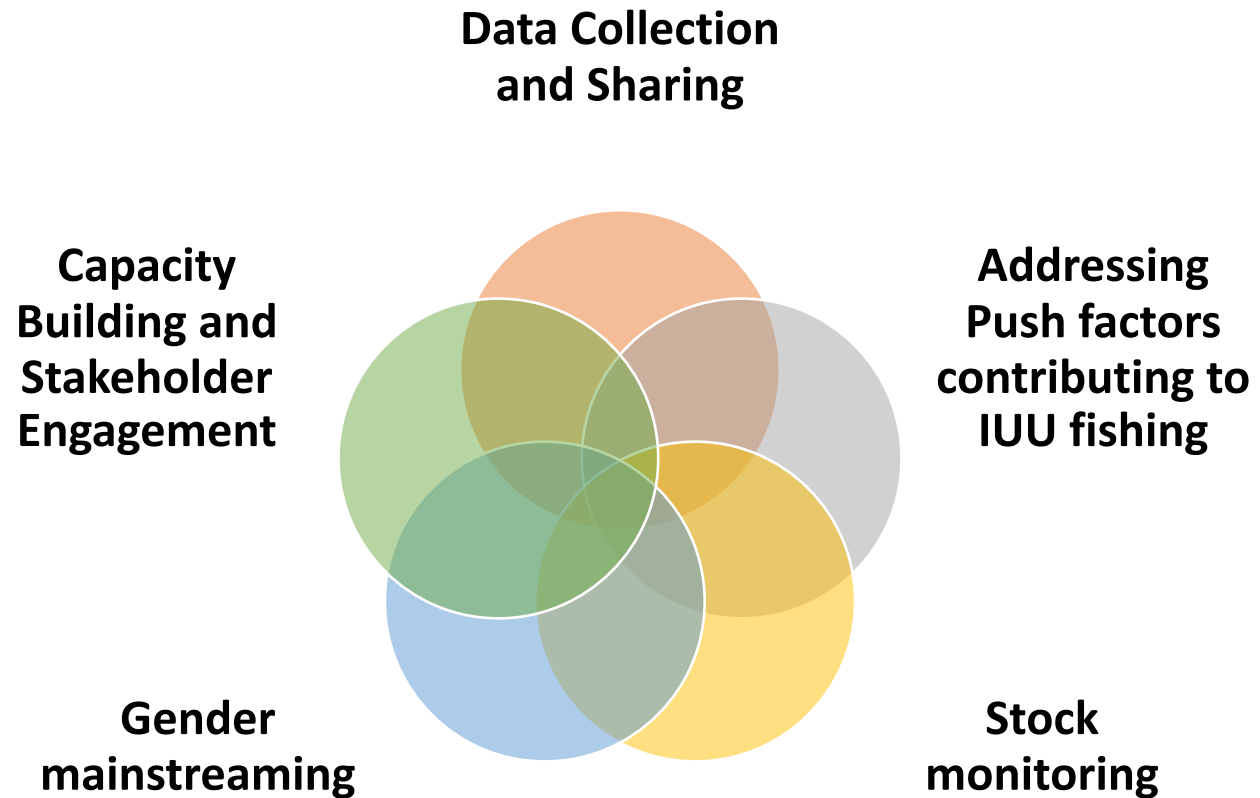 Data Collection
and Sharing
Capacity
Building and
Stakeholder
Engagement
Addressing
Push factors
contributing to
IUU fishing
Gender
mainstreaming
Stock
monitoring